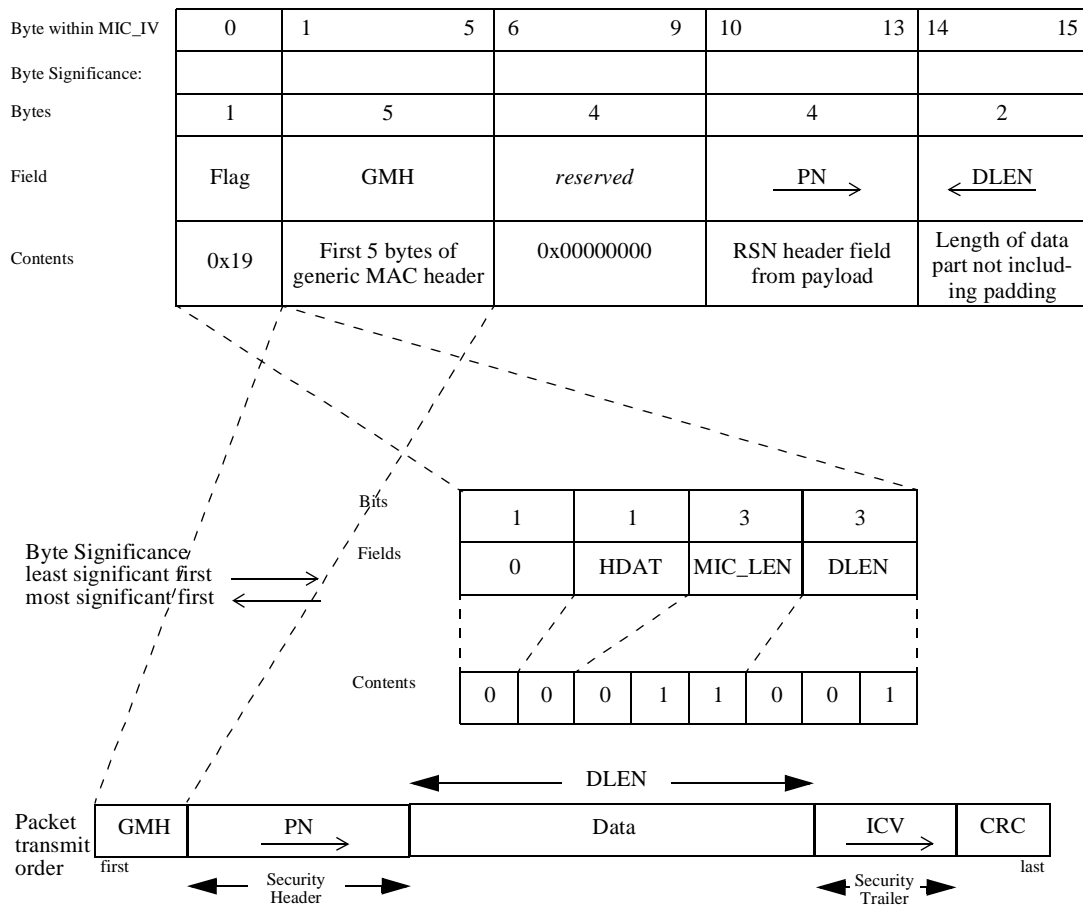 Byte within MIC_IV 0 1 5 6 9 10 13 14 15
Byte Significance:
Bytes 1 5 4 4 2
Field Flag GMH reserved PN DLEN
Contents 0x19 First 5 bytes of generic MAC header 0x00000000 RSN header field from payload Length of data part not includ-ing padding
Bits 1 1 3 3
Fields 0 HDAT MIC_LEN DLEN
Byte Significance
least significant first
most significant first
Contents 0 0 0 1 1 0 0 1
DLEN
Packet transmit order GMH PN Data ICV CRC
first last
Security Header Security Trailer